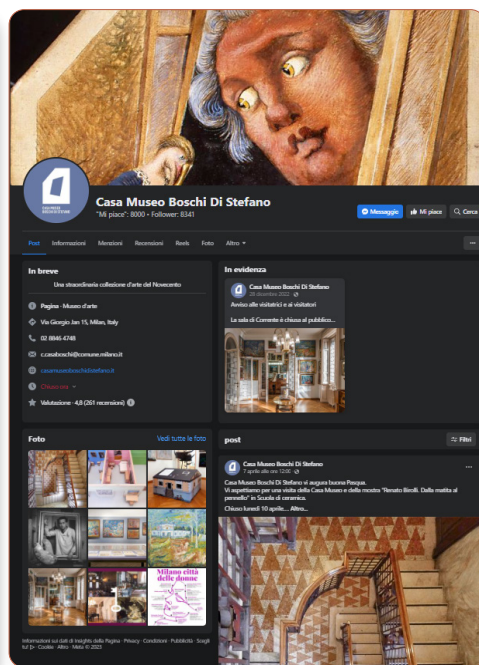 Casa Museo Boschi Di Stefano
"Mi piace": 8000 • Follower: 8341
Messaggio Mi piace Cerca
Post Informazioni Menzioni Recensioni Reels Foto Altro
In breve
Una straordinaria collezione d'arte del Novecento
Pagina · Museo d'arte
Via Giorgio Jan 15, Milan, Italy
02 8846 4748
c.casaboschi@comune.milano.it
casamuseoboschidistefano.it
Chiuso ora
Valutazione · 4,8 (261 recensioni)
In evidenza
Casa Museo Boschi Di Stefano
28 dicembre 2022
Avviso alle visitatrici e ai visitatori
La sala di Corrente è chiusa al pubblico...
Foto
Vedi tutte le foto
Milano città
delle donne
Informazioni sui dati di Insights della Pagina · Privacy · Condizioni · Pubblicità · Scegli
tu! · Cookie · Altro · Meta © 2023
post
Filtri
Casa Museo Boschi Di Stefano
7 aprile alle ore 12:00
Casa Museo Boschi Di Stefano vi augura buona Pasqua.
Vi aspettiamo per una visita della Casa Museo e della mostra "Renato Birolli. Dalla matita al
pennello" in Scuola di ceramica.
Chiuso lunedì 10 aprile... Altro...